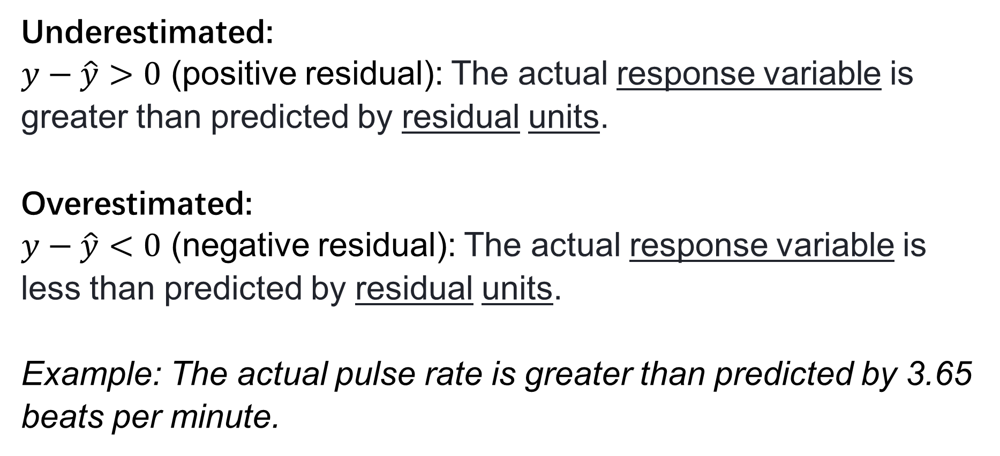 Underestimated:
y − ŷ > 0 (positive residual): The actual response variable is
greater than predicted by residual units.
Overestimated:
y − ŷ < 0 (negative residual): The actual response variable is
less than predicted by residual units.
Example: The actual pulse rate is greater than predicted by 3.65
beats per minute.